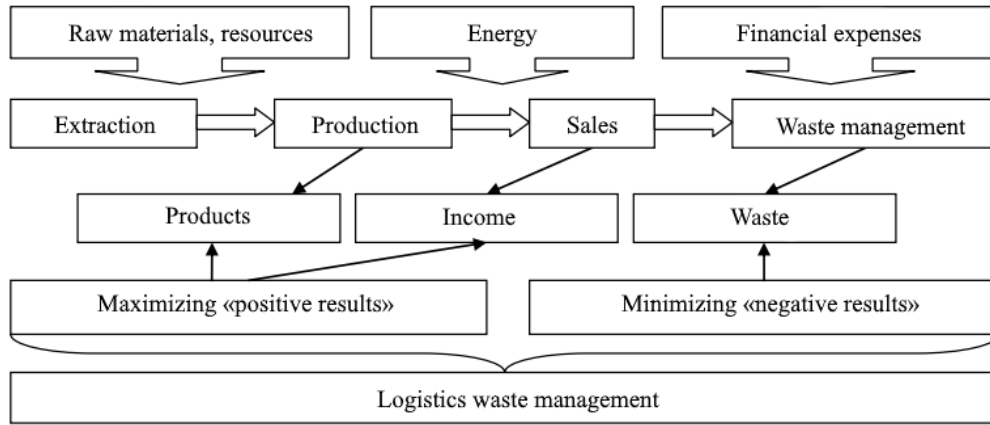 Raw materials, resources
Energy
Financial expenses
Extraction
Production
Sales
Waste management
Products
Income
Waste
Maximizing «positive results»
Minimizing «negative results»
Logistics waste management